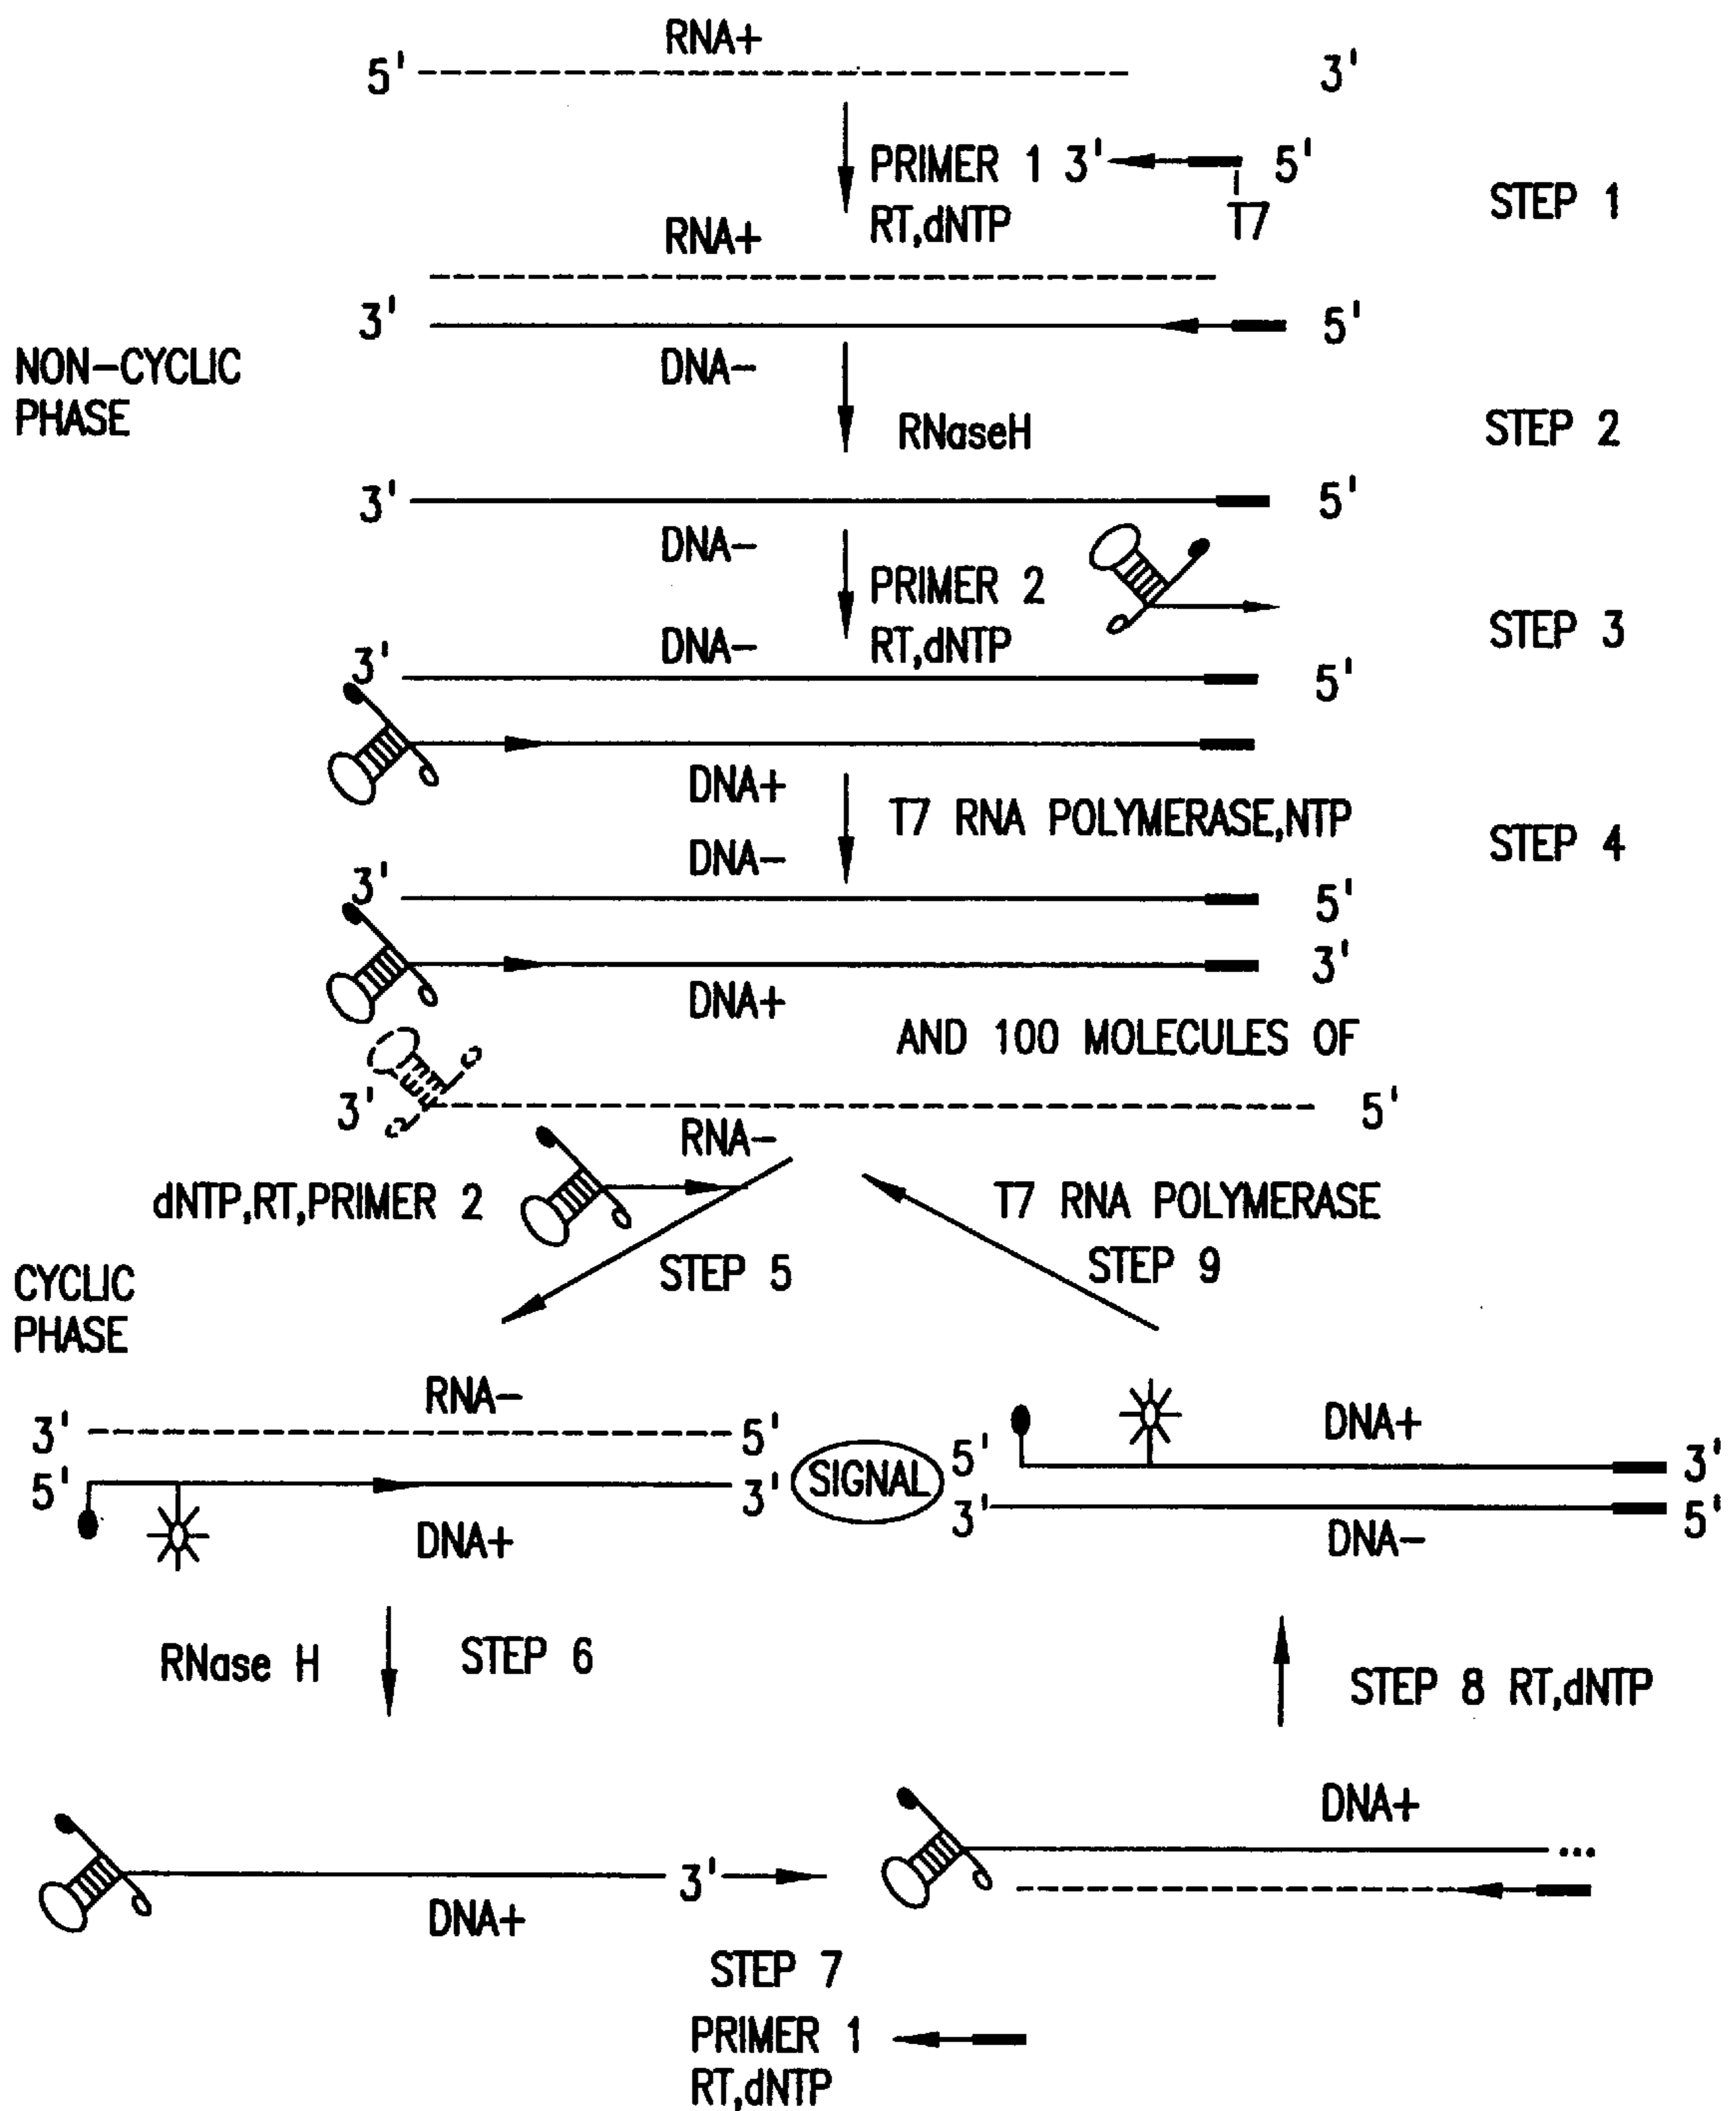 RNA+
5' 3'
PRIMER 1 3' 5'
STEP 1
RT,dNTP T7
RNA+
3' 5'
NON-CYCLIC
PHASE
DNA-
RNaseH STEP 2
3' 5'
DNA-
PRIMER 2
RT,dNTP
STEP 3
DNA-
3' 5'
DNA+
T7 RNA POLYMERASE,NTP
STEP 4
DNA-
3' 5'
3'
DNA+
AND 100 MOLECULES OF
3' 5'
RNA-
dNTP,RT,PRIMER 2
T7 RNA POLYMERASE
STEP 5
STEP 9
CYCLIC
PHASE
RNA-
3' 5'
5' 3'
DNA+
SIGNAL
DNA+
5' 3'
3' 5'
DNA-
RNase H STEP 6
STEP 8 RT,dNTP
DNA+
...
3'
DNA+
STEP 7
PRIMER 1
RT,dNTP